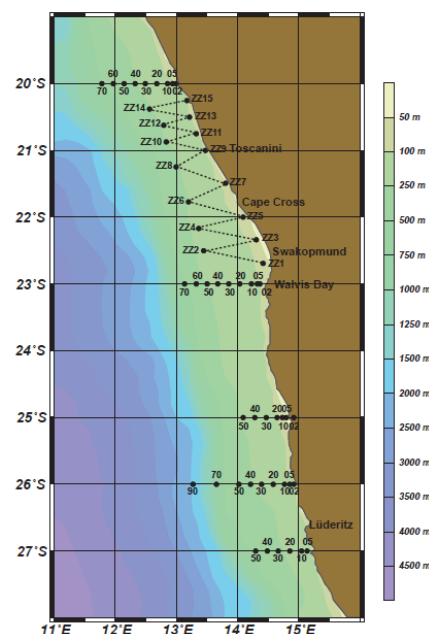 20°S
60 40 20 05
70 50 30 10 02
ZZ15
ZZ14
ZZ13
ZZ12
ZZ11
ZZ10
21°S
ZZ9 Toscanini
ZZ8
ZZ7
ZZ6
Cape Cross
22°S
ZZ5
ZZ4
ZZ3
ZZ2
Swakopmund
ZZ1
23°S
60 40 20 05
70 50 30 10 02
Walvis Bay
24°S
25°S
40 20 05
50 30 10 02
26°S
70 40 20 05
90 50 30 10 02
Lüderitz
27°S
40 20 05
50 30 10
11°E 12°E 13°E 14°E 15°E
50 m
100 m
250 m
500 m
750 m
1000 m
1250 m
1500 m
2000 m
2500 m
3000 m
3500 m
4000 m
4500 m